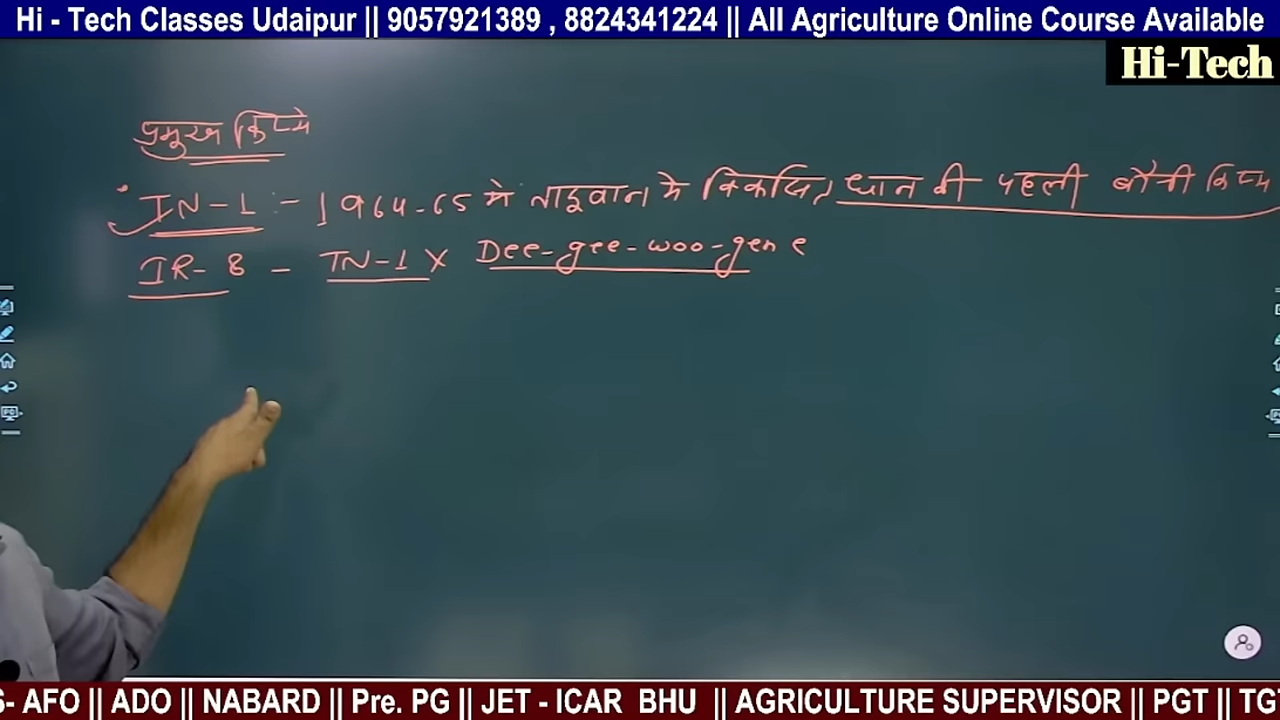 Hi - Tech Classes Udaipur || 9057921389 , 8824341224 || All Agriculture Online Course Available
Hi-Tech
प्रमुख किस्मे
TN-1 :- 1964-65 मे ताइवान मे विकसित, धान की पहली बौनी किस्म
IR-8 - TN-1 X Dee-gee-woo-gene
S- AFO || ADO || NABARD || Pre. PG || JET - ICAR BHU || AGRICULTURE SUPERVISOR || PGT || TGT